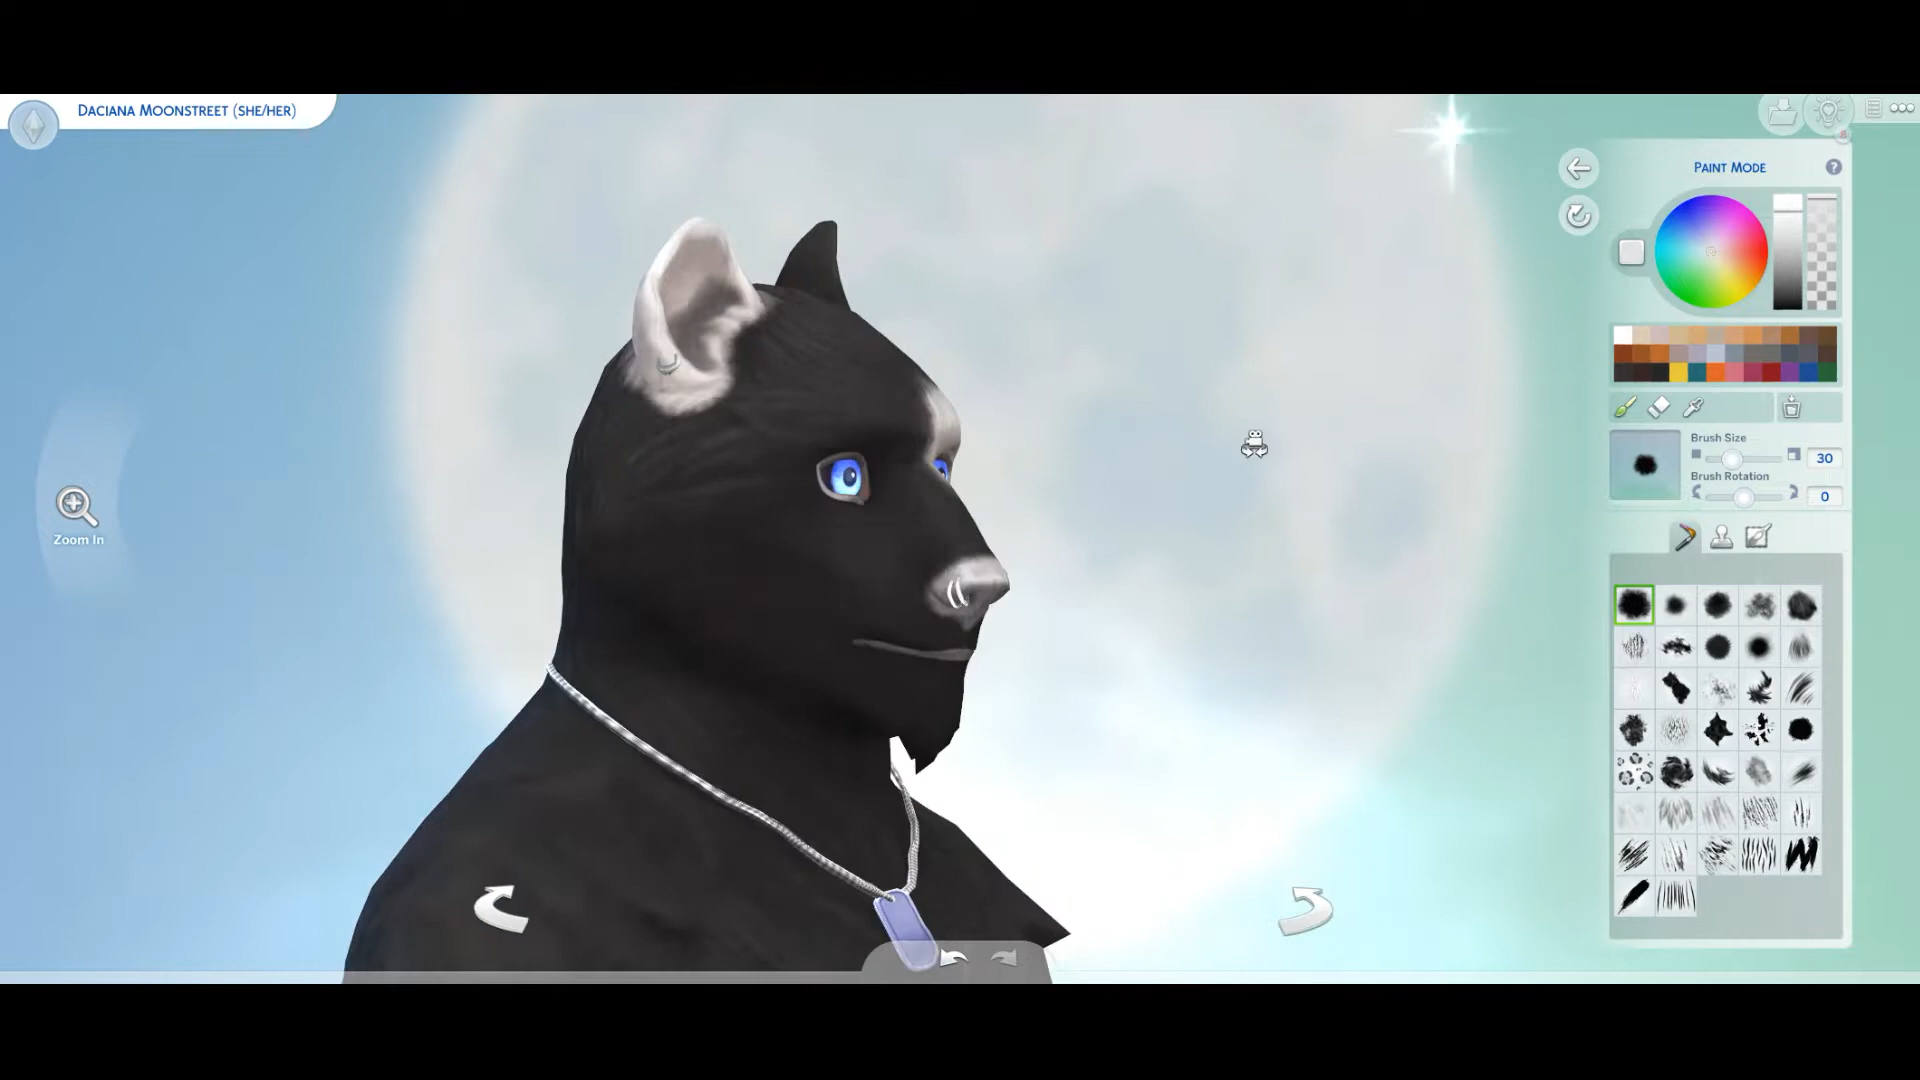 DACIANA MOONSTREET (SHE/HER)
PAINT MODE
?
Brush Size
30
Brush Rotation
0
Zoom In